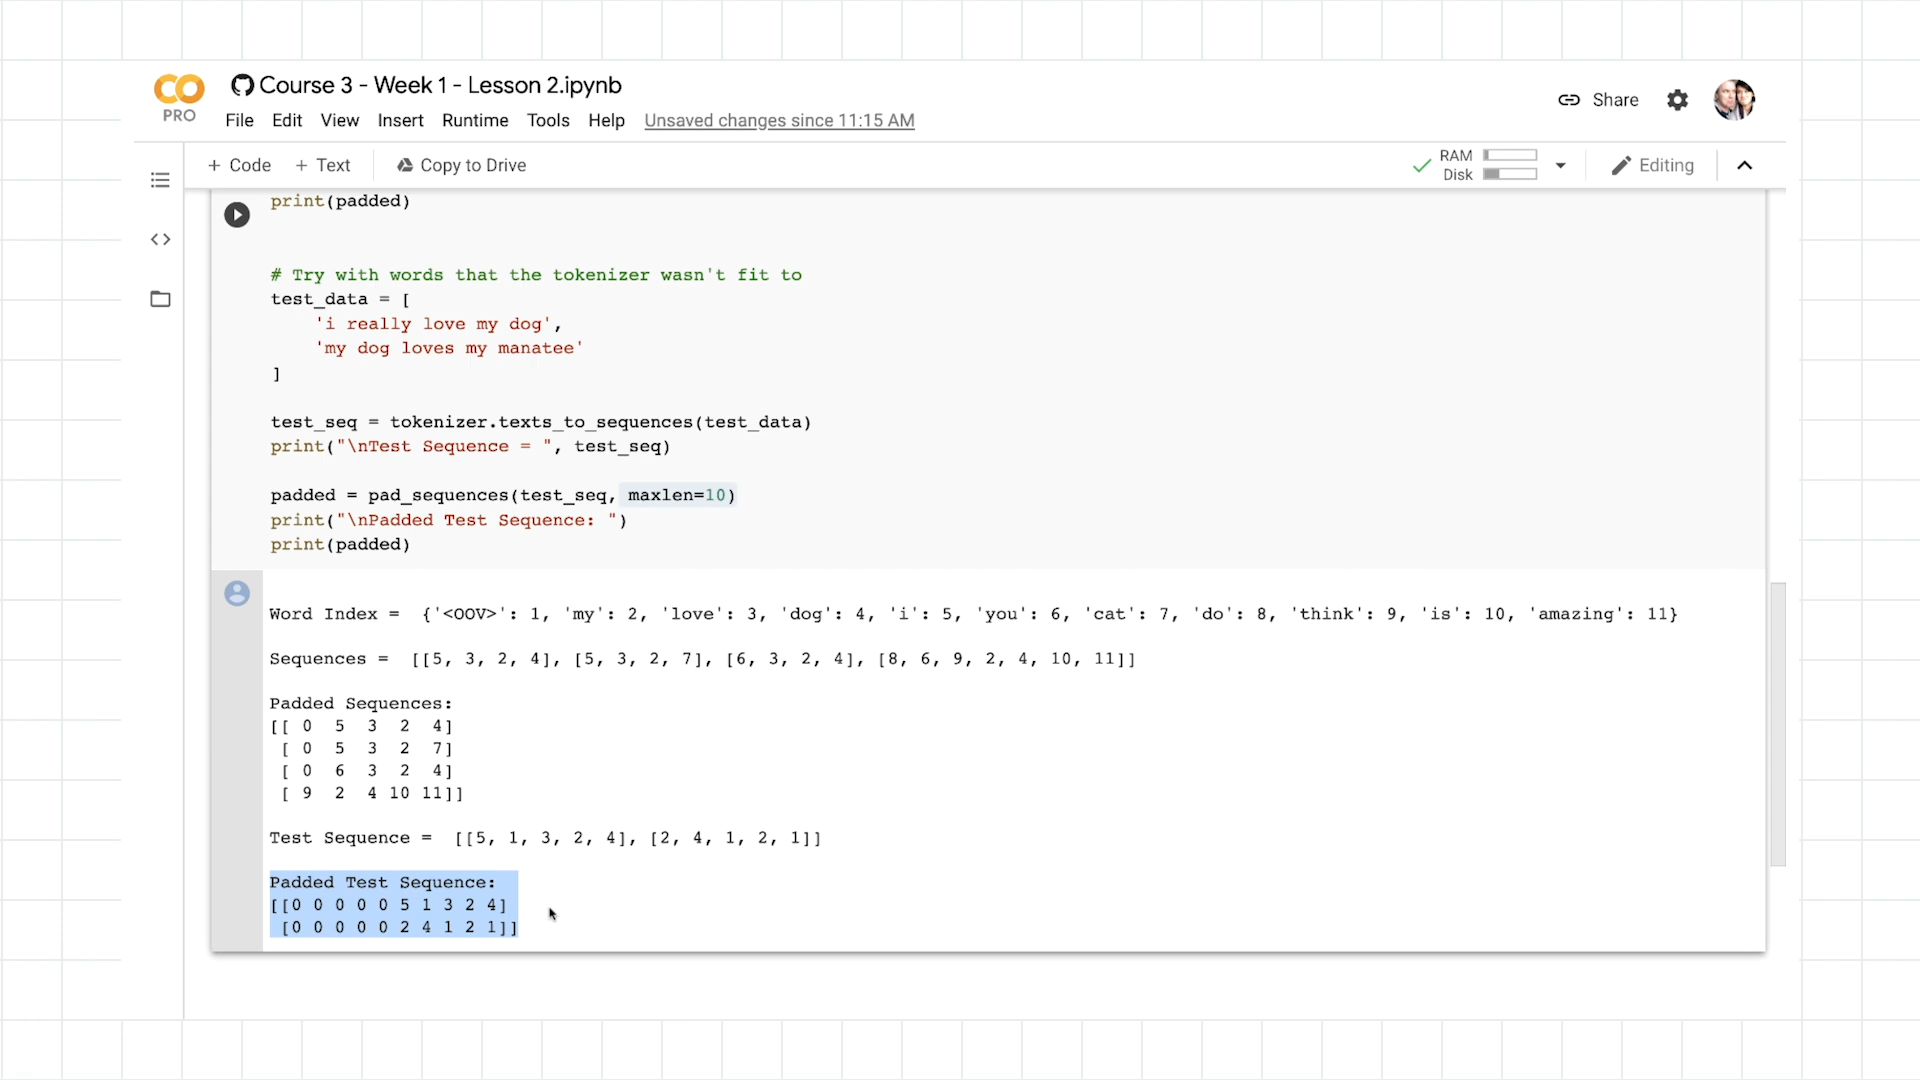 PRO
Course 3 - Week 1 - Lesson 2.ipynb
File Edit View Insert Runtime Tools Help Unsaved changes since 11:15 AM
Share
+ Code + Text Copy to Drive
RAM
Disk
Editing
print(padded)
# Try with words that the tokenizer wasn't fit to
test_data = [
'i really love my dog',
'my dog loves my manatee'
]
test_seq = tokenizer.texts_to_sequences(test_data)
print("\nTest Sequence = ", test_seq)
padded = pad_sequences(test_seq, maxlen=10)
print("\nPadded Test Sequence: ")
print(padded)
Word Index =  {'<OOV>': 1, 'my': 2, 'love': 3, 'dog': 4, 'i': 5, 'you': 6, 'cat': 7, 'do': 8, 'think': 9, 'is': 10, 'amazing': 11}
Sequences =  [[5, 3, 2, 4], [5, 3, 2, 7], [6, 3, 2, 4], [8, 6, 9, 2, 4, 10, 11]]
Padded Sequences:
[[ 0  5  3  2  4]
[ 0  5  3  2  7]
[ 0  6  3  2  4]
[ 9  2  4 10 11]]
Test Sequence =  [[5, 1, 3, 2, 4], [2, 4, 1, 2, 1]]
Padded Test Sequence:
[[0 0 0 0 0 5 1 3 2 4]
[0 0 0 0 0 2 4 1 2 1]]